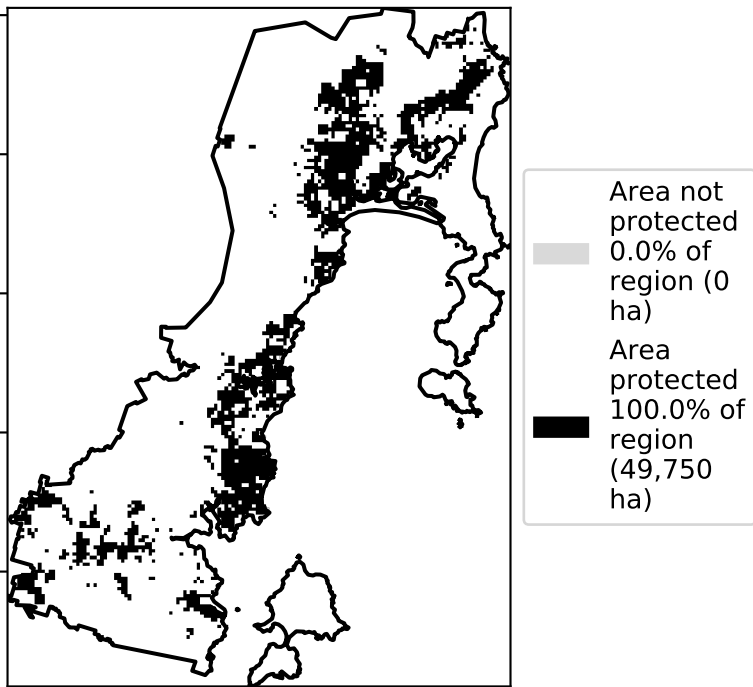 Area not
protected
0.0% of
region (0
ha)
Area
protected
100.0% of
region
(49,750
ha)